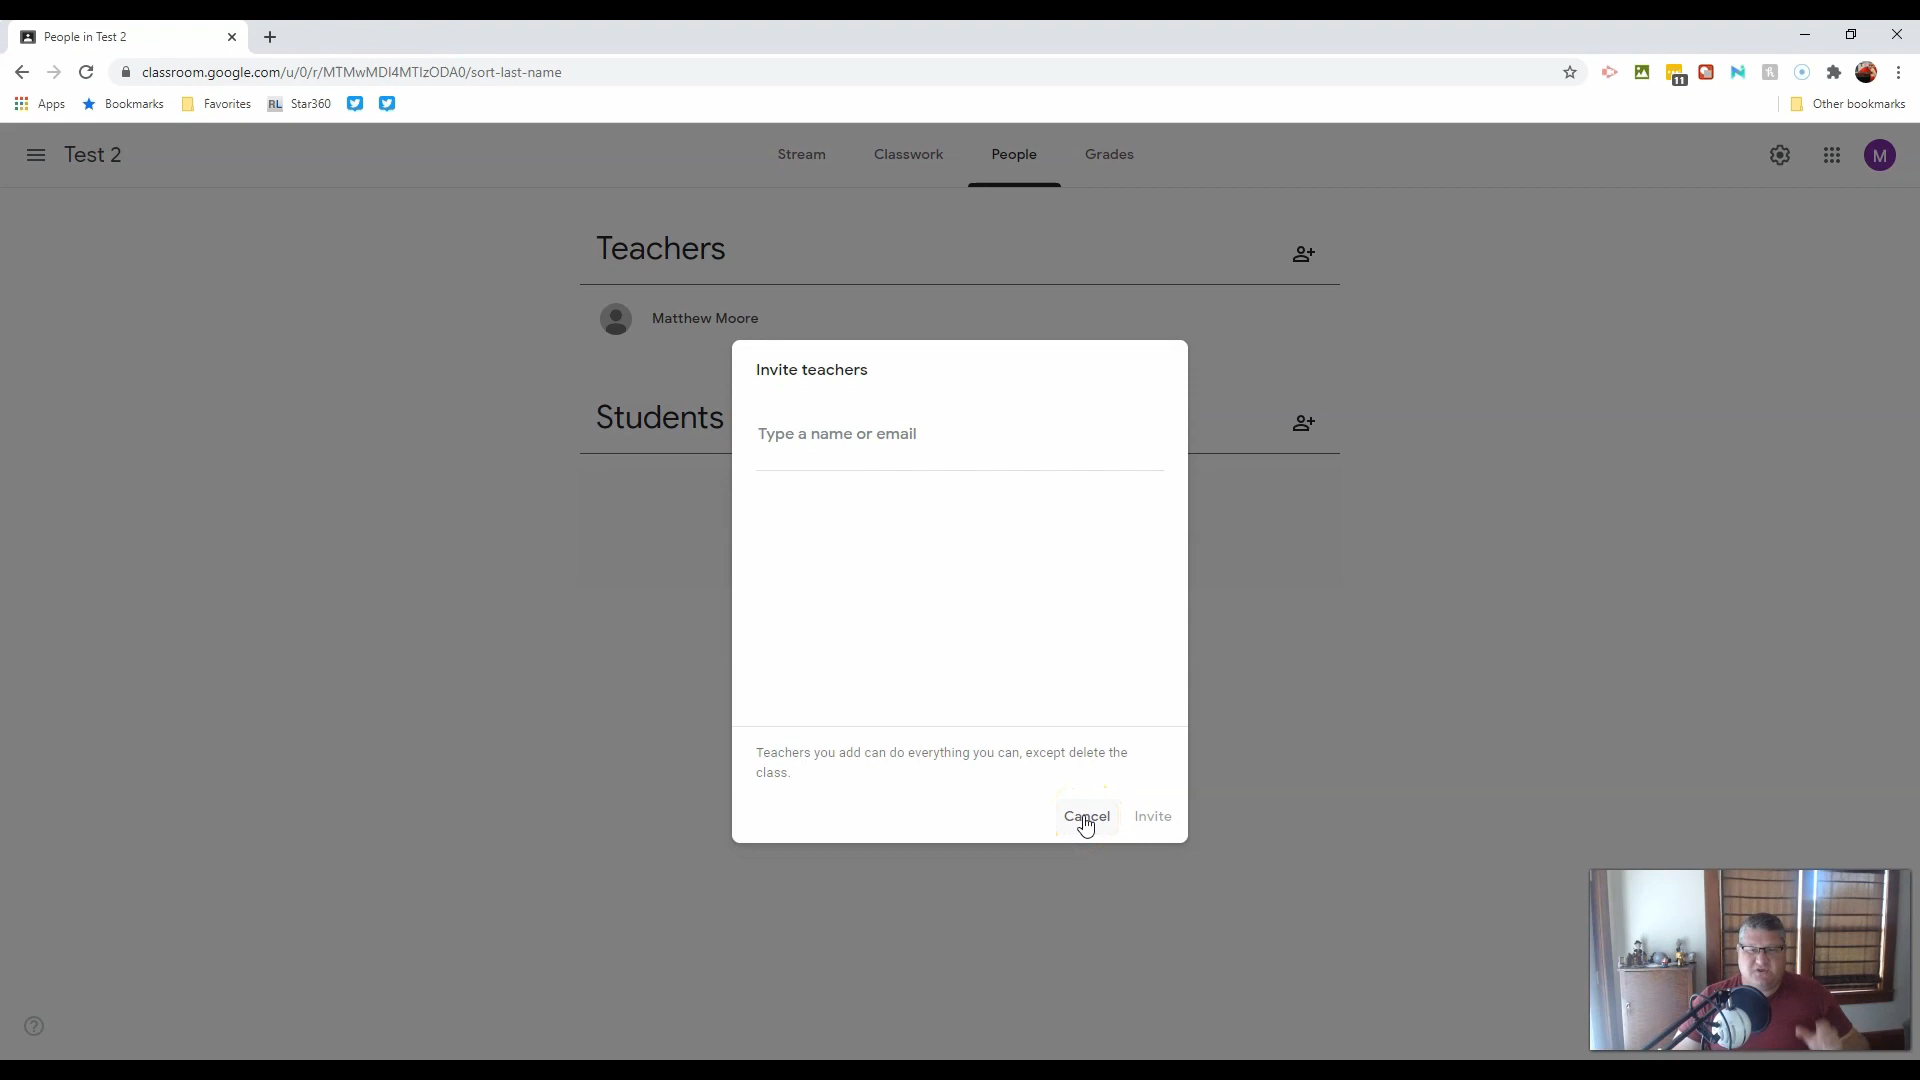 People in Test 2
classroom.google.com/u/0/r/MTMwMDI4MTIzODA0/sort-last-name
11
Apps
Bookmarks
Favorites
RL Star360
Other bookmarks
Test 2
Stream
Classwork
People
Grades
M
Teachers
Matthew Moore
Invite teachers
Students
Type a name or email
Teachers you add can do everything you can, except delete the
class.
Cancel
Invite